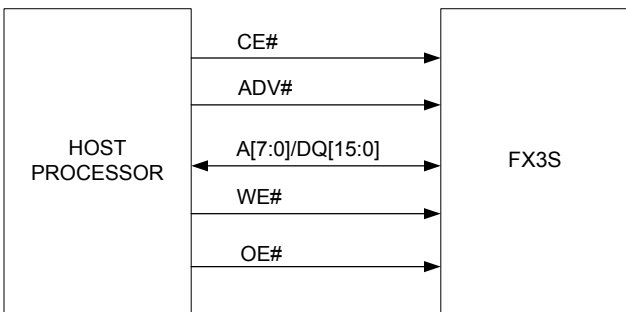 CE#
ADV#
HOST
PROCESSOR
A[7:0]/DQ[15:0]
FX3S
WE#
OE#